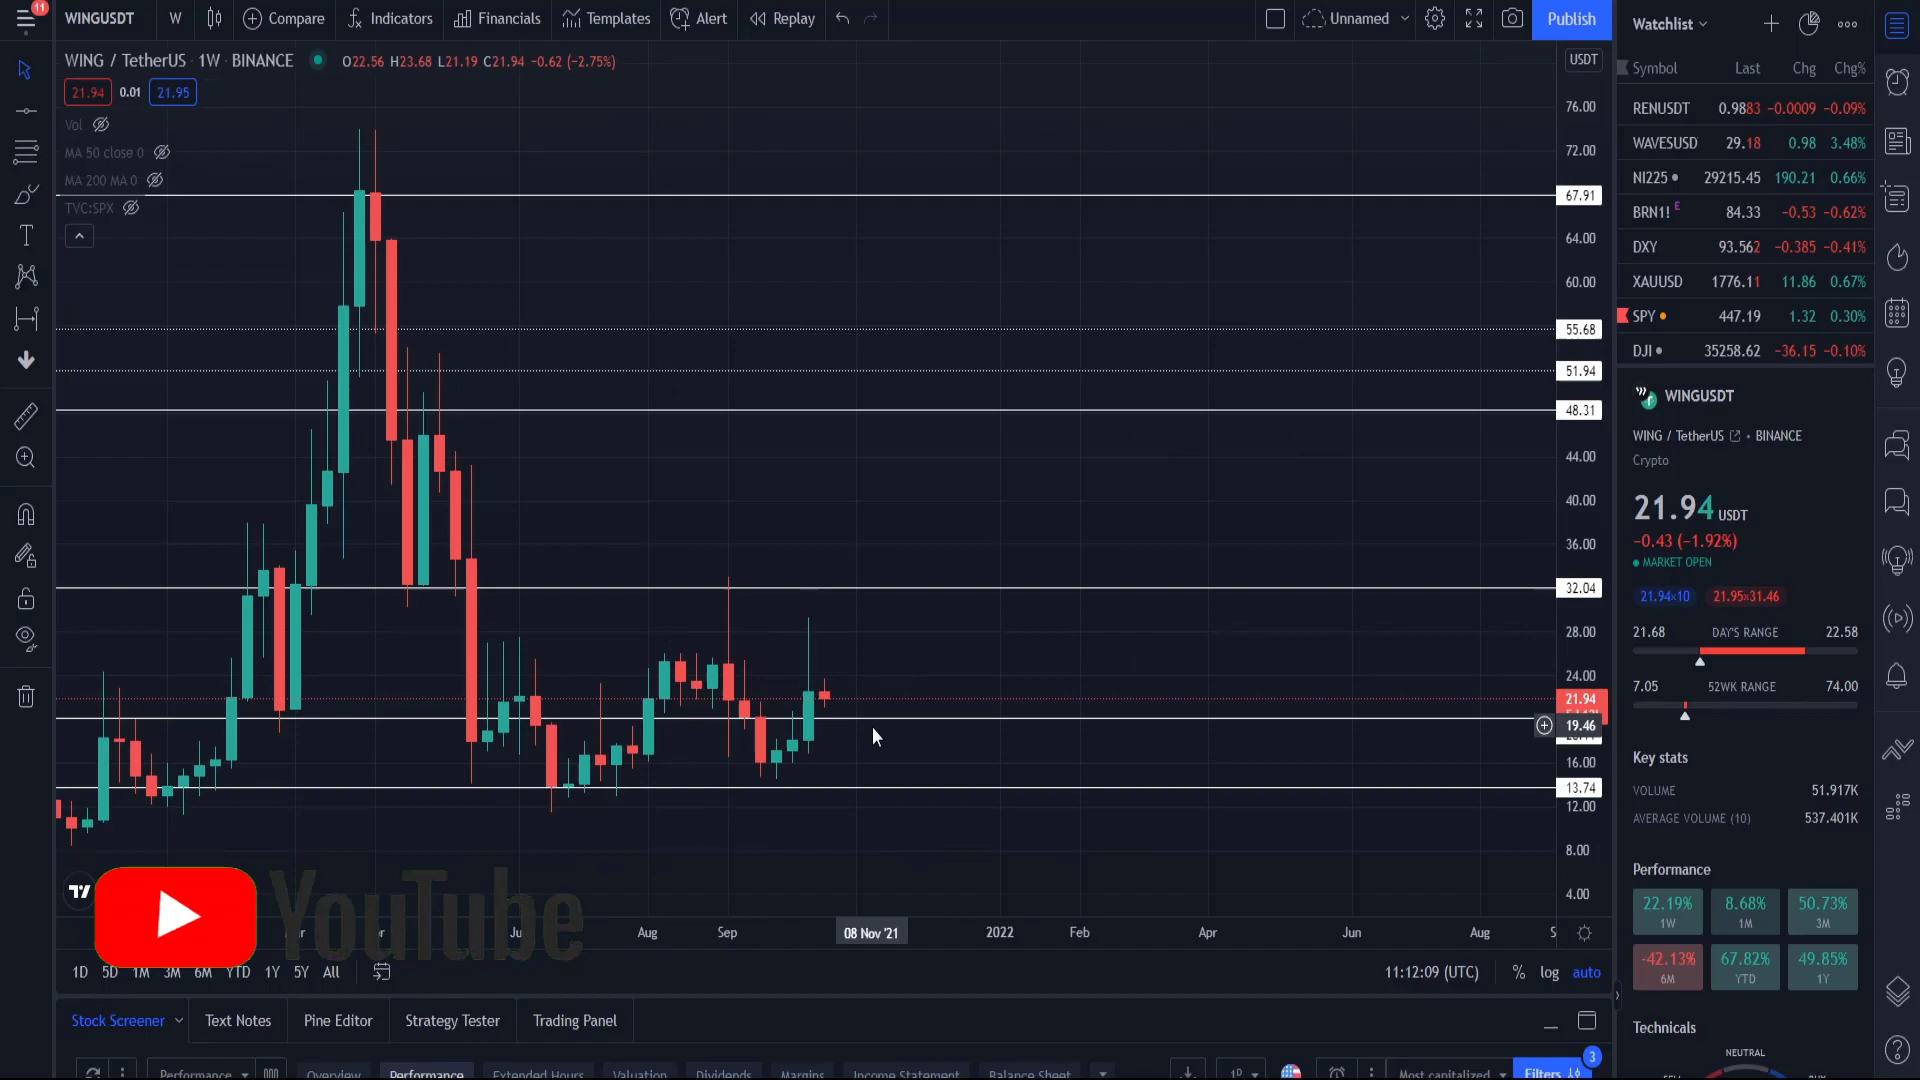 11
WINGUSDT W Compare Indicators Financials Templates Alert Replay Unnamed Publish
WING / TetherUS · 1W · BINANCE O22.56 H23.68 L21.19 C21.94 −0.62 (−2.75%)
21.94 0.01 21.95
Vol
MA 50 close 0
MA 200 MA 0
TVC:SPX
USDT
76.00
72.00
67.91
64.00
60.00
55.68
51.94
48.31
44.00
40.00
36.00
32.04
28.00
24.00
21.94
19.46
16.00
13.74
12.00
8.00
4.00
YouTube
Aug Sep 08 Nov '21 2022 Feb Apr Jun Aug S
1D 5D 1M 3M 6M YTD 1Y 5Y All 11:12:09 (UTC) % log auto
Stock Screener Text Notes Pine Editor Strategy Tester Trading Panel
Performance Overview Performance Extended Hours Valuation Dividends Margins Income Statement Balance Sheet 1D Most capitalized Filters 3
Watchlist
Symbol Last Chg Chg%
RENUSDT 0.9883 −0.0009 −0.09%
WAVESUSD 29.18 0.98 3.48%
NI225 29215.45 190.21 0.66%
BRN1! E 84.33 −0.53 −0.62%
DXY 93.562 −0.385 −0.41%
XAUUSD 1776.11 11.86 0.67%
SPY 447.19 1.32 0.30%
DJI 35258.62 −36.15 −0.10%
WINGUSDT
WING / TetherUS • BINANCE
Crypto
21.94 USDT
−0.43 (−1.92%)
MARKET OPEN
21.94×10 21.95×31.46
21.68 DAY'S RANGE 22.58
7.05 52WK RANGE 74.00
Key stats
VOLUME 51.917K
AVERAGE VOLUME (10) 537.401K
Performance
22.19% 8.68% 50.73%
1W 1M 3M
-42.13% 67.82% 49.85%
6M YTD 1Y
Technicals
NEUTRAL